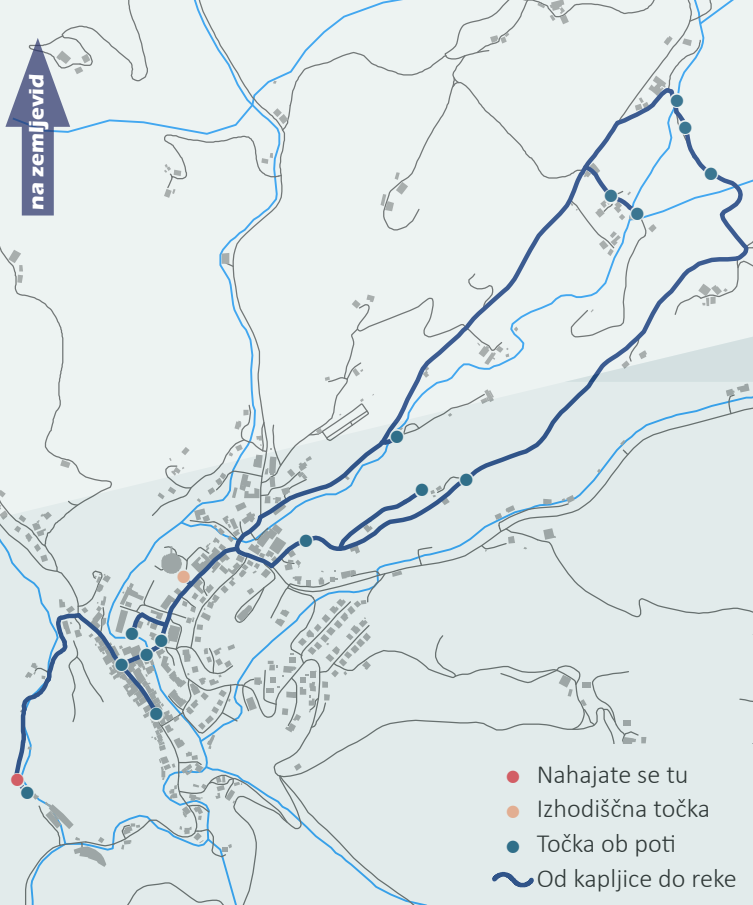 na zemljevid
Nahajate se tu
Izhodiščna točka
Točka ob poti
Od kapljice do reke